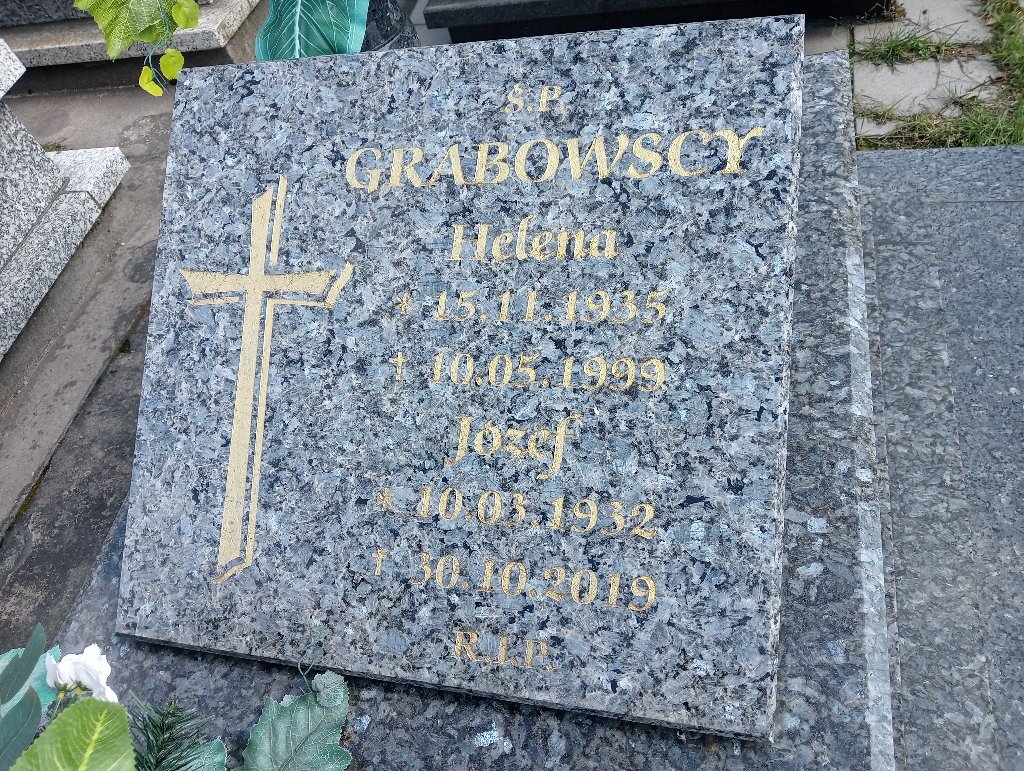 Ś.P.
GRABOWSCY
Helena
* 15.11.1935
† 10.05.1999
Józef
* 10.03.1932
† 30.10.2019
R.I.P.